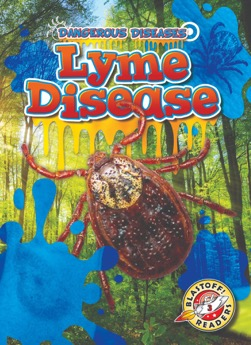 DANGEROUS DISEASES
Lyme
Disease
BLASTOFF!
READERS